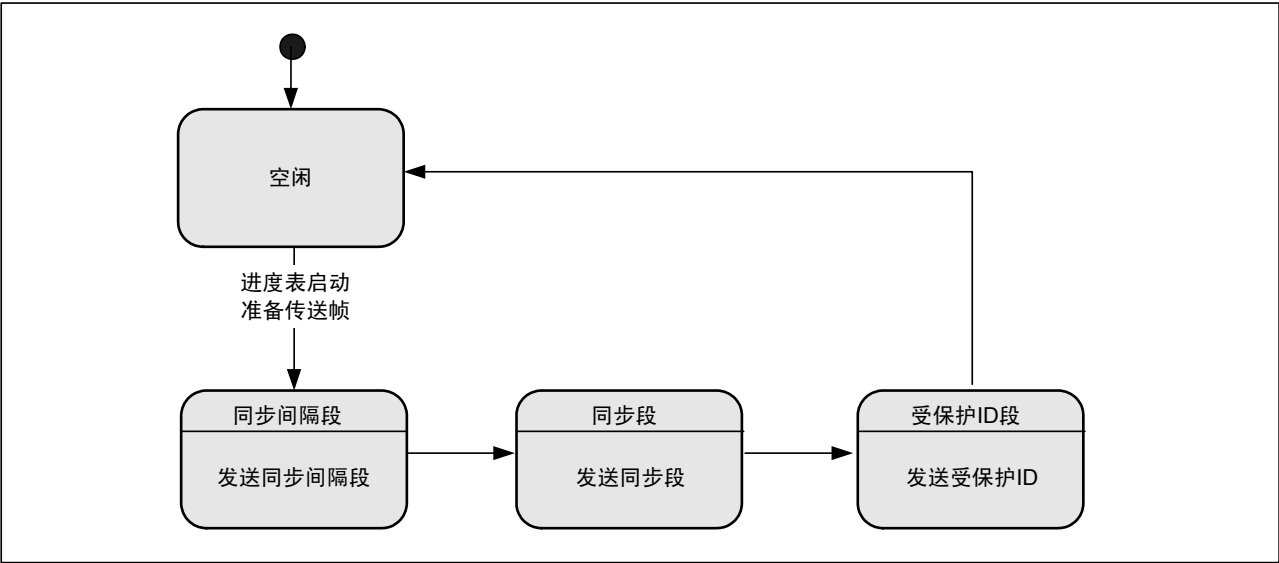 空闲
进度表启动
准备传送帧
同步间隔段
发送同步间隔段
同步段
发送同步段
受保护ID段
发送受保护ID